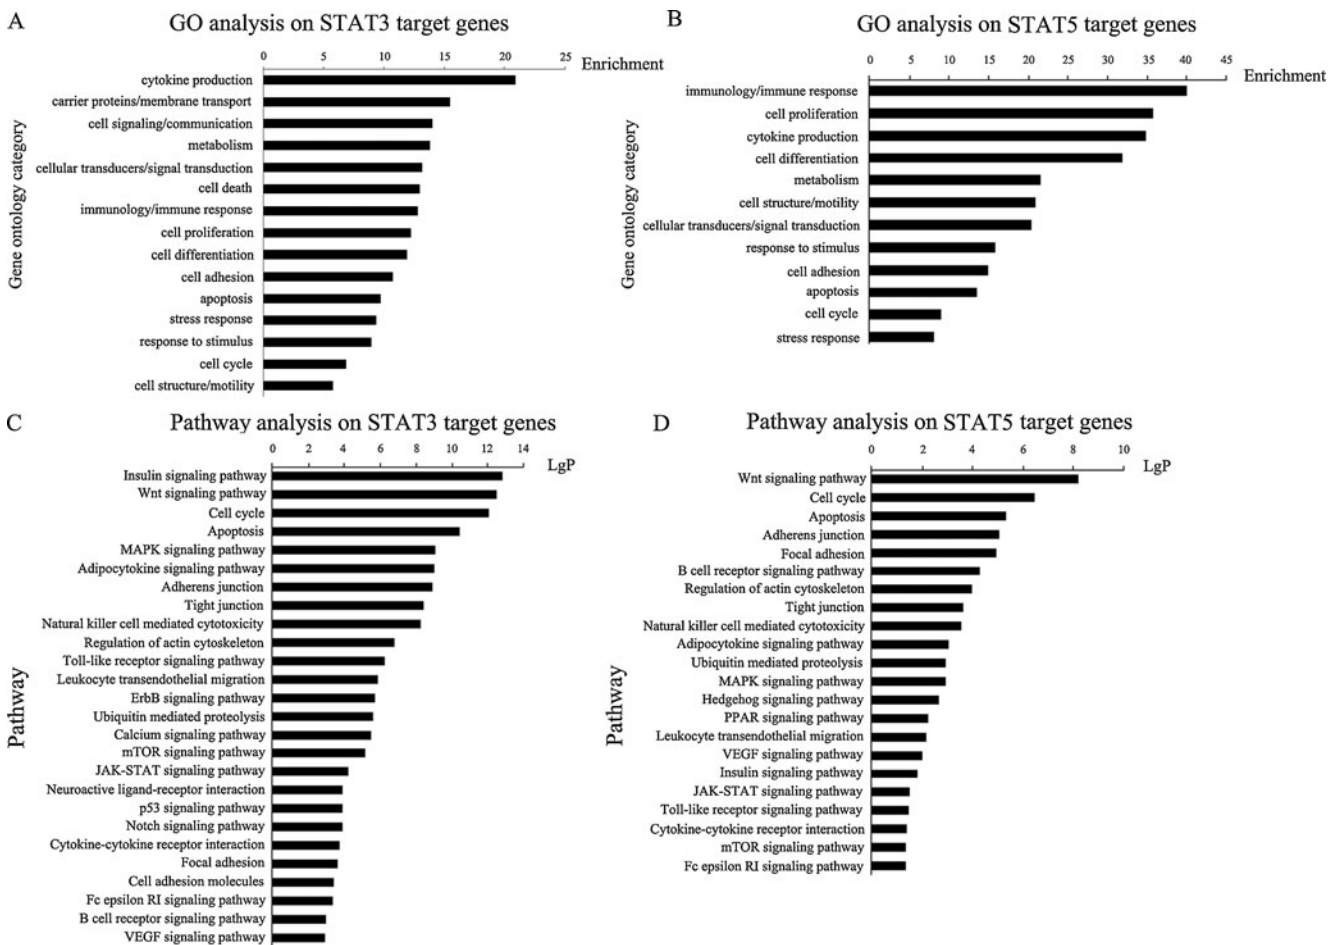 A
GO analysis on STAT3 target genes
0 5 10 15 20 25
Enrichment
Gene ontology category
cytokine production
carrier proteins/membrane transport
cell signaling/communication
metabolism
cellular transducers/signal transduction
cell death
immunology/immune response
cell proliferation
cell differentiation
cell adhesion
apoptosis
stress response
response to stimulus
cell cycle
cell structure/motility
B
GO analysis on STAT5 target genes
0 5 10 15 20 25 30 35 40 45
Enrichment
Gene ontology category
immunology/immune response
cell proliferation
cytokine production
cell differentiation
metabolism
cell structure/motility
cellular transducers/signal transduction
response to stimulus
cell adhesion
apoptosis
cell cycle
stress response
C
Pathway analysis on STAT3 target genes
0 2 4 6 8 10 12 14
LgP
Pathway
Insulin signaling pathway
Wnt signaling pathway
Cell cycle
Apoptosis
MAPK signaling pathway
Adipocytokine signaling pathway
Adherens junction
Tight junction
Natural killer cell mediated cytotoxicity
Regulation of actin cytoskeleton
Toll-like receptor signaling pathway
Leukocyte transendothelial migration
ErbB signaling pathway
Ubiquitin mediated proteolysis
Calcium signaling pathway
mTOR signaling pathway
JAK-STAT signaling pathway
Neuroactive ligand-receptor interaction
p53 signaling pathway
Notch signaling pathway
Cytokine-cytokine receptor interaction
Focal adhesion
Cell adhesion molecules
Fc epsilon RI signaling pathway
B cell receptor signaling pathway
VEGF signaling pathway
D
Pathway analysis on STAT5 target genes
0 2 4 6 8 10
LgP
Pathway
Wnt signaling pathway
Cell cycle
Apoptosis
Adherens junction
Focal adhesion
B cell receptor signaling pathway
Regulation of actin cytoskeleton
Tight junction
Natural killer cell mediated cytotoxicity
Adipocytokine signaling pathway
Ubiquitin mediated proteolysis
MAPK signaling pathway
Hedgehog signaling pathway
PPAR signaling pathway
Leukocyte transendothelial migration
VEGF signaling pathway
Insulin signaling pathway
JAK-STAT signaling pathway
Toll-like receptor signaling pathway
Cytokine-cytokine receptor interaction
mTOR signaling pathway
Fc epsilon RI signaling pathway